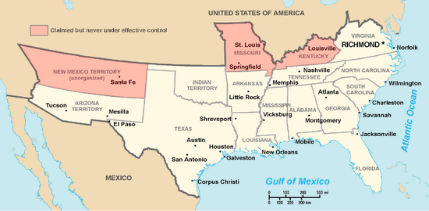 UNITED STATES OF AMERICA
Claimed but never under effective control
VIRGINIA
RICHMOND
Norfolk
St. Louis
MISSOURI
Springfield
Louisville
KENTUCKY
NEW MEXICO TERRITORY
(unorganized)
Santa Fe
INDIAN
TERRITORY
ARKANSAS
Little Rock
Memphis
Nashville
TENNESSEE
NORTH CAROLINA
Wilmington
SOUTH
CAROLINA
Charleston
Atlanta
GEORGIA
Savannah
Tucson
ARIZONA
TERRITORY
Mesilla
El Paso
Shreveport
MISSISSIPPI
Vicksburg
ALABAMA
Montgomery
Jacksonville
TEXAS
Austin
San Antonio
Houston
Galveston
LOUISIANA
New Orleans
Mobile
FLORIDA
Corpus Christi
MEXICO
Gulf of Mexico
Atlantic Ocean